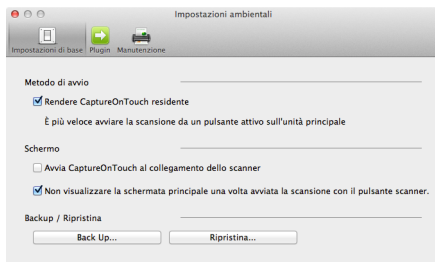 Impostazioni ambientali
Impostazioni di base Plugin Manutenzione
Metodo di avvio
Rendere CaptureOnTouch residente
È più veloce avviare la scansione da un pulsante attivo sull'unità principale
Schermo
Avvia CaptureOnTouch al collegamento dello scanner
Non visualizzare la schermata principale una volta avviata la scansione con il pulsante scanner.
Backup / Ripristina
Back Up... Ripristina...